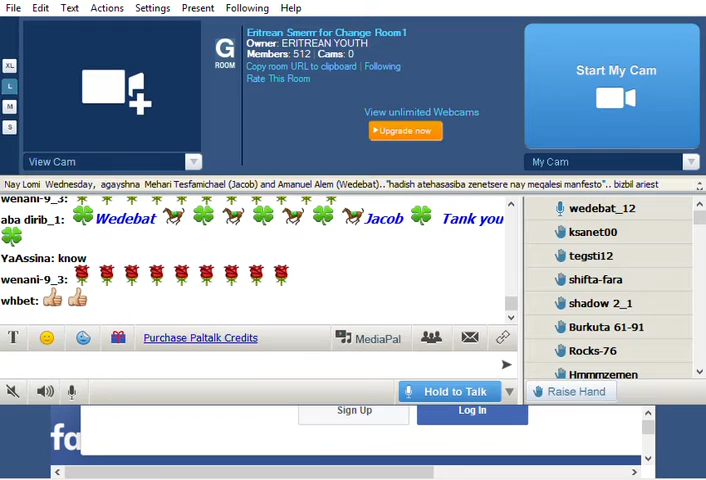 File Edit Text Actions Settings Present Following Help
XL
L
M
S
View Cam
G
ROOM
Eritrean Smerrr for Change Room1
Owner: ERITREAN YOUTH
Members: 512 | Cams: 0
Copy room URL to clipboard | Following
Rate This Room
View unlimited Webcams
Upgrade now
Start My Cam
My Cam
Nay Lomi Wednesday, agayshna Mehari Tesfamichael (Jacob) and Amanuel Alem (Wedebat).."hadish atehasasiba zenetsere nay meqalesi manfesto".. bizbil ariest
wenani-9_3:
aba dirib_1: Wedebat Jacob Tank you
YaAssina: know
wenani-9_3:
whbet:
wedebat_12
ksanet00
tegsti12
shifta-fara
shadow 2_1
Burkuta 61-91
Rocks-76
Hmmmzemen
T Purchase Paltalk Credits MediaPal
Hold to Talk
Raise Hand
Sign Up Log In
fa